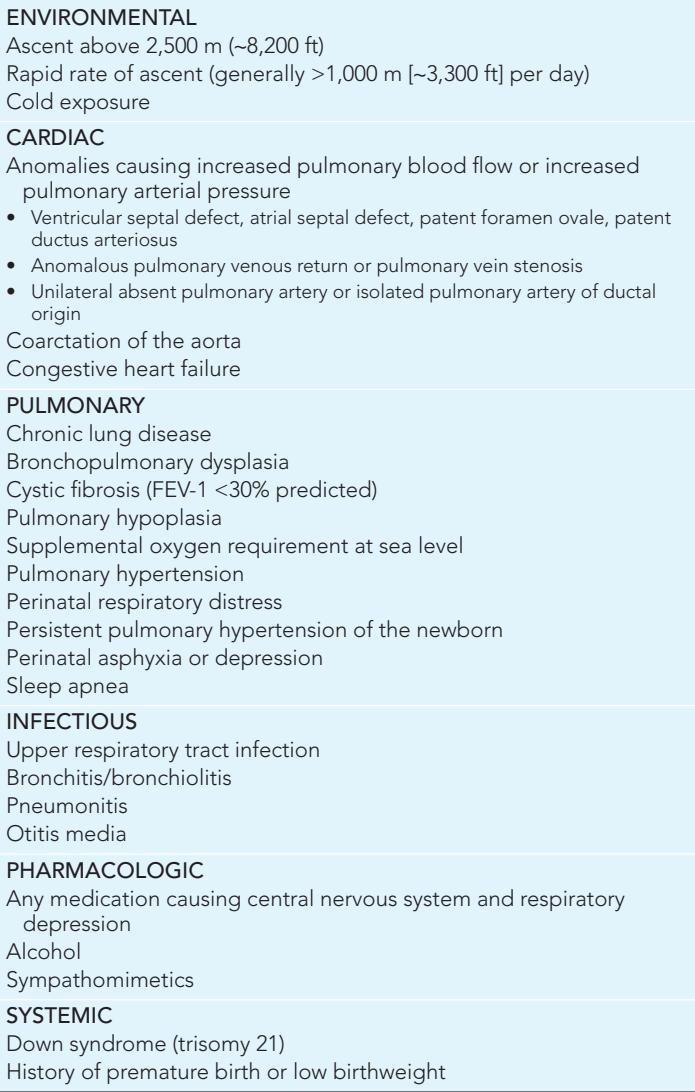 ENVIRONMENTAL
Ascent above 2,500 m (~8,200 ft)
Rapid rate of ascent (generally >1,000 m [~3,300 ft] per day)
Cold exposure
CARDIAC
Anomalies causing increased pulmonary blood flow or increased
pulmonary arterial pressure
• Ventricular septal defect, atrial septal defect, patent foramen ovale, patent
ductus arteriosus
• Anomalous pulmonary venous return or pulmonary vein stenosis
• Unilateral absent pulmonary artery or isolated pulmonary artery of ductal
origin
Coarctation of the aorta
Congestive heart failure
PULMONARY
Chronic lung disease
Bronchopulmonary dysplasia
Cystic fibrosis (FEV-1 <30% predicted)
Pulmonary hypoplasia
Supplemental oxygen requirement at sea level
Pulmonary hypertension
Perinatal respiratory distress
Persistent pulmonary hypertension of the newborn
Perinatal asphyxia or depression
Sleep apnea
INFECTIOUS
Upper respiratory tract infection
Bronchitis/bronchiolitis
Pneumonitis
Otitis media
PHARMACOLOGIC
Any medication causing central nervous system and respiratory
depression
Alcohol
Sympathomimetics
SYSTEMIC
Down syndrome (trisomy 21)
History of premature birth or low birthweight